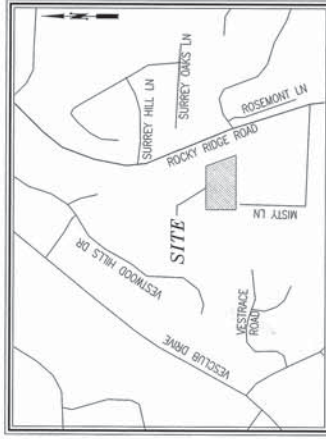 N
SURREY OAKS LN
SURREY HILL LN
ROSEMONT LN
ROCKY RIDGE ROAD
SITE
MISTY LN
VESTWOOD HILLS DR
VESTRACE
ROAD
VESCLUB DRIVE